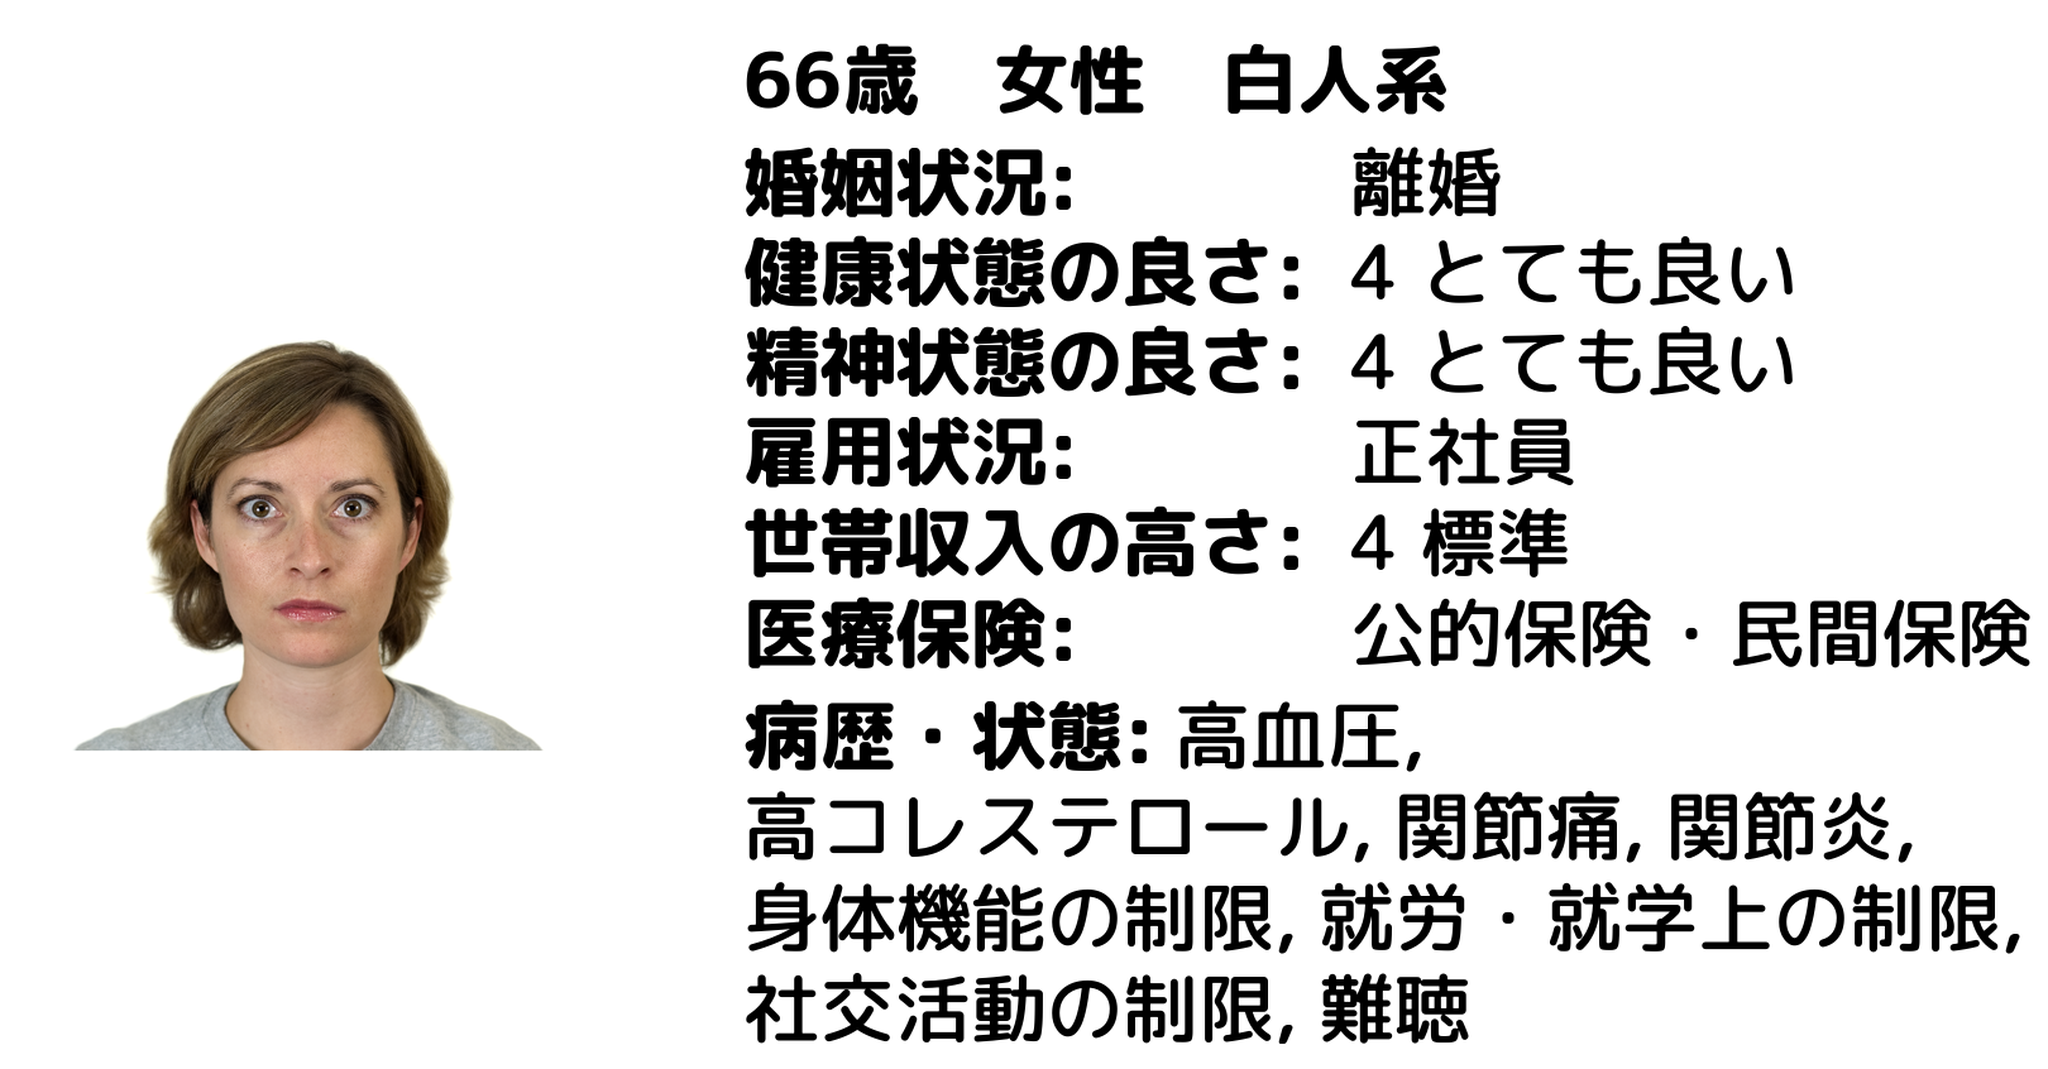 66歳　女性　白人系
婚姻状況: 離婚
健康状態の良さ: 4 とても良い
精神状態の良さ: 4 とても良い
雇用状況: 正社員
世帯収入の高さ: 4 標準
医療保険: 公的保険・民間保険
病歴・状態: 高血圧,
高コレステロール, 関節痛, 関節炎,
身体機能の制限, 就労・就学上の制限,
社交活動の制限, 難聴